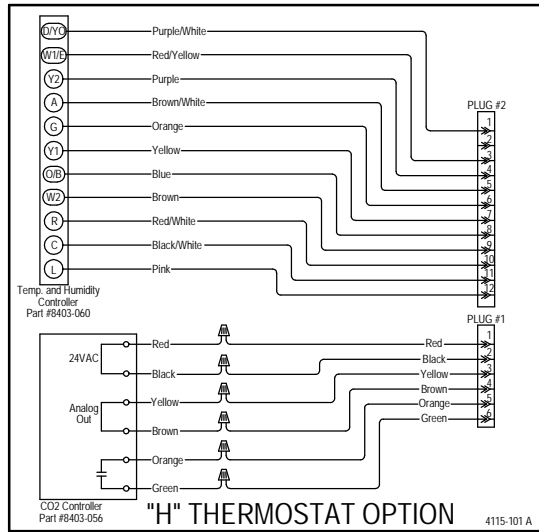 D/YO Purple/White
W1/E Red/Yellow
Y2 Purple
A Brown/White
G Orange
Y1 Yellow
O/B Blue
W2 Brown
R Red/White
C Black/White
L Pink
Temp. and Humidity
Controller
Part #8403-060
PLUG #2
1
2
3
4
5
6
7
8
9
10
11
12
24VAC
Analog
Out
Red
Black
Yellow
Brown
Orange
Green
CO2 Controller
Part #8403-056
PLUG #1
Red 1
Black 2
Yellow 3
Brown 4
Orange 5
Green 6
"H" THERMOSTAT OPTION
4115-101 A